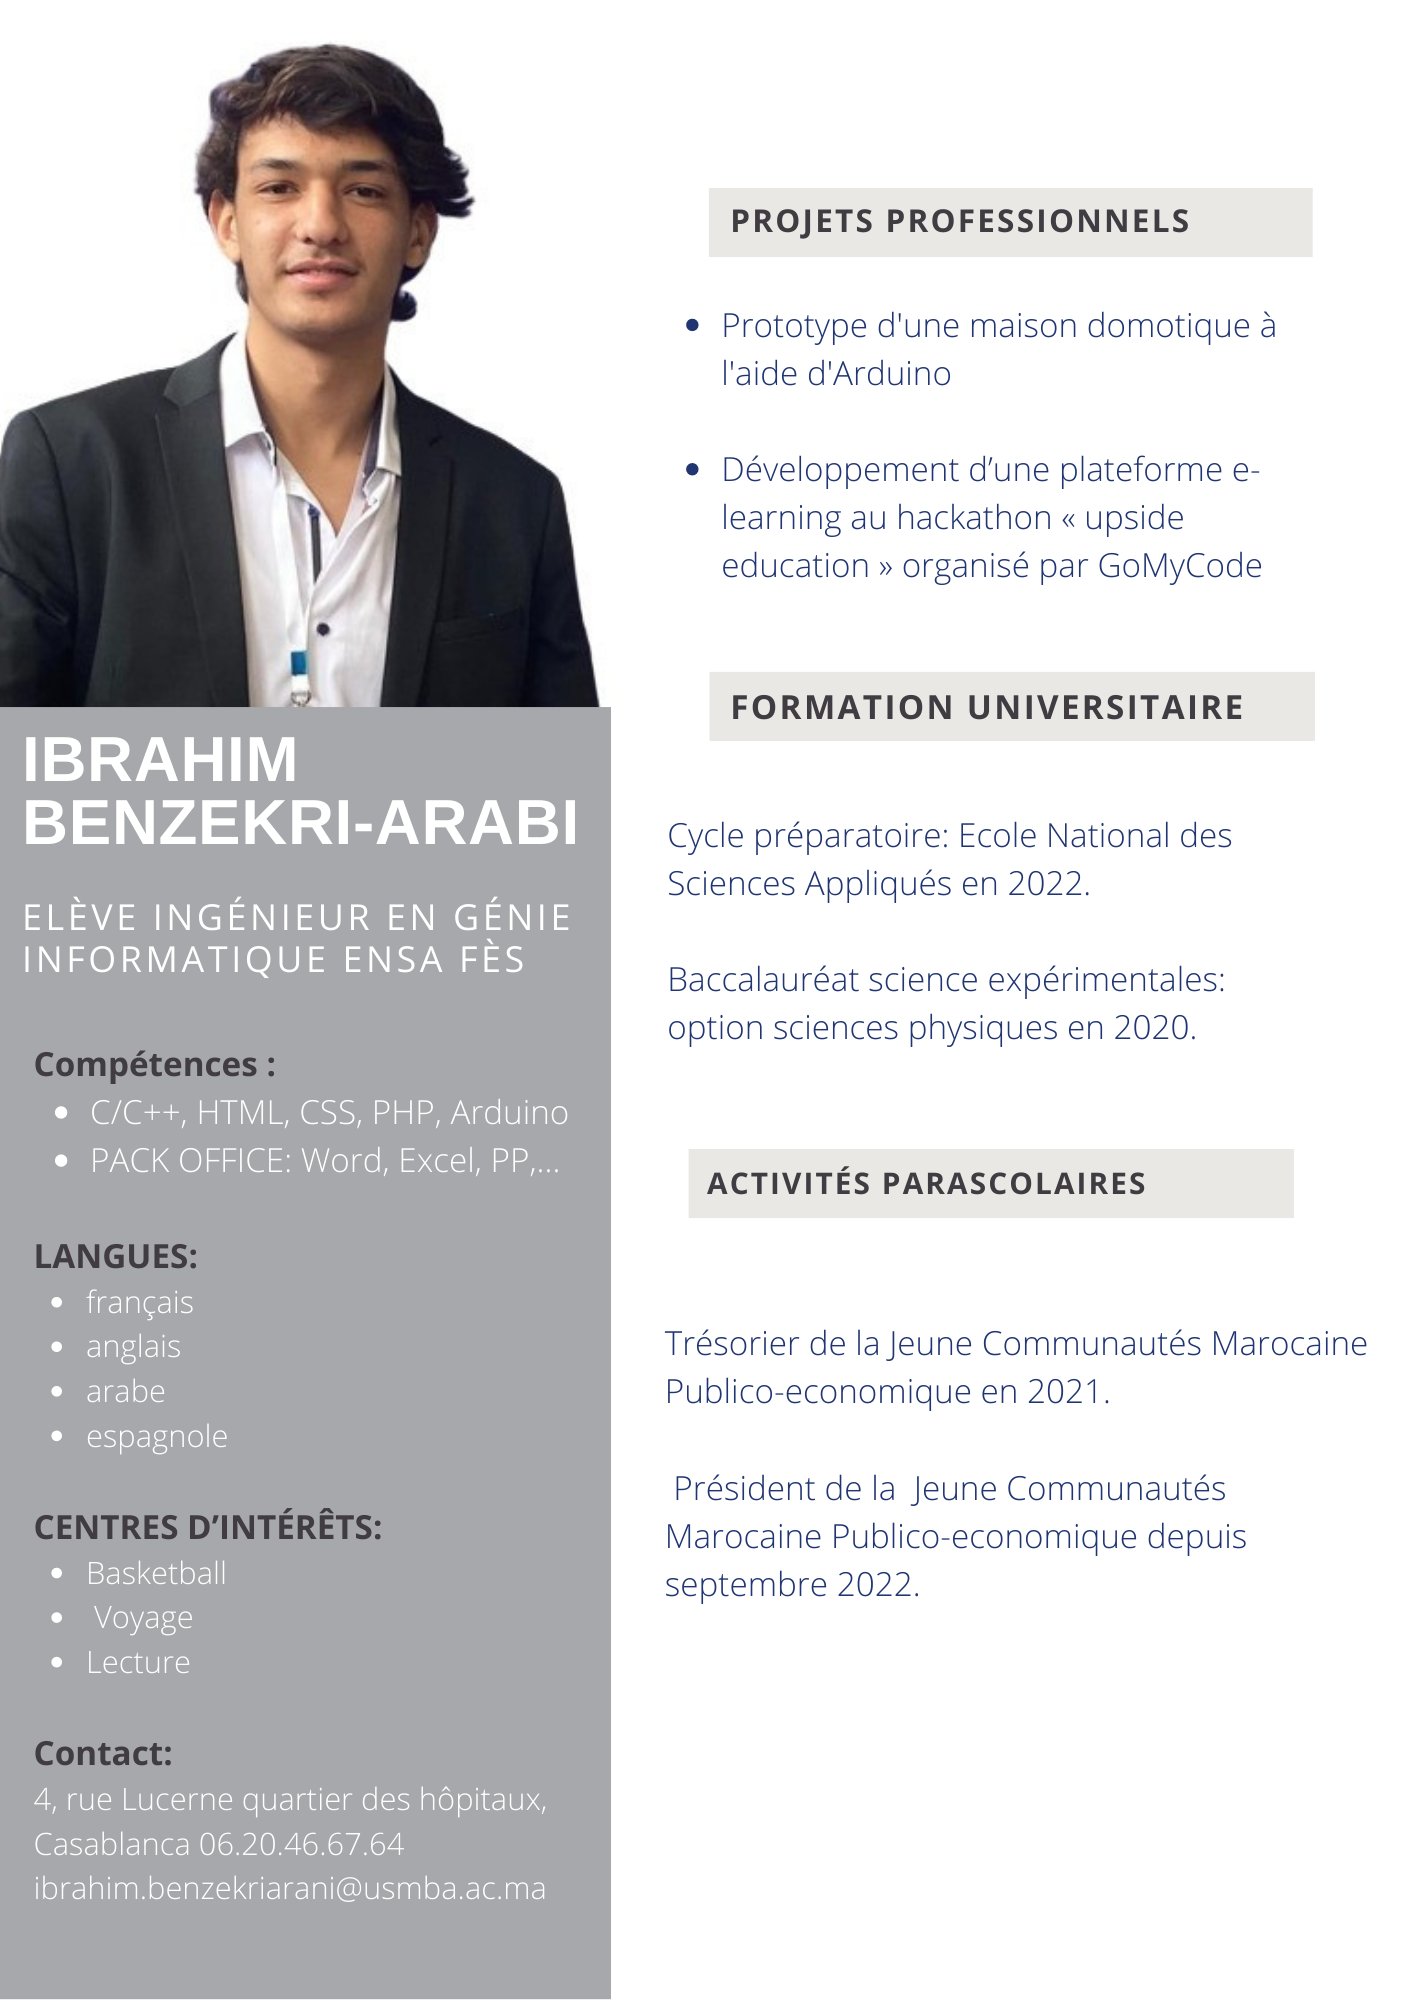 IBRAHIM
BENZEKRI-ARABI
ELÈVE INGÉNIEUR EN GÉNIE
INFORMATIQUE ENSA FÈS
Compétences :
• C/C++, HTML, CSS, PHP, Arduino
• PACK OFFICE: Word, Excel, PP,...
LANGUES:
• français
• anglais
• arabe
• espagnole
CENTRES D’INTÉRÊTS:
• Basketball
• Voyage
• Lecture
Contact:
4, rue Lucerne quartier des hôpitaux,
Casablanca 06.20.46.67.64
ibrahim.benzekriarani@usmba.ac.ma
PROJETS PROFESSIONNELS
• Prototype d'une maison domotique à
l'aide d'Arduino
• Développement d’une plateforme e-
learning au hackathon « upside
education » organisé par GoMyCode
FORMATION UNIVERSITAIRE
Cycle préparatoire: Ecole National des
Sciences Appliqués en 2022.
Baccalauréat science expérimentales:
option sciences physiques en 2020.
ACTIVITÉS PARASCOLAIRES
Trésorier de la Jeune Communautés Marocaine
Publico-economique en 2021.
Président de la Jeune Communautés
Marocaine Publico-economique depuis
septembre 2022.